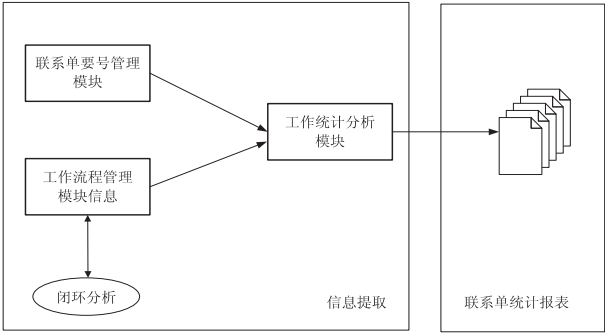 联系单要号管理
模块
工作统计分析
模块
工作流程管理
模块信息
闭环分析
信息提取
联系单统计报表